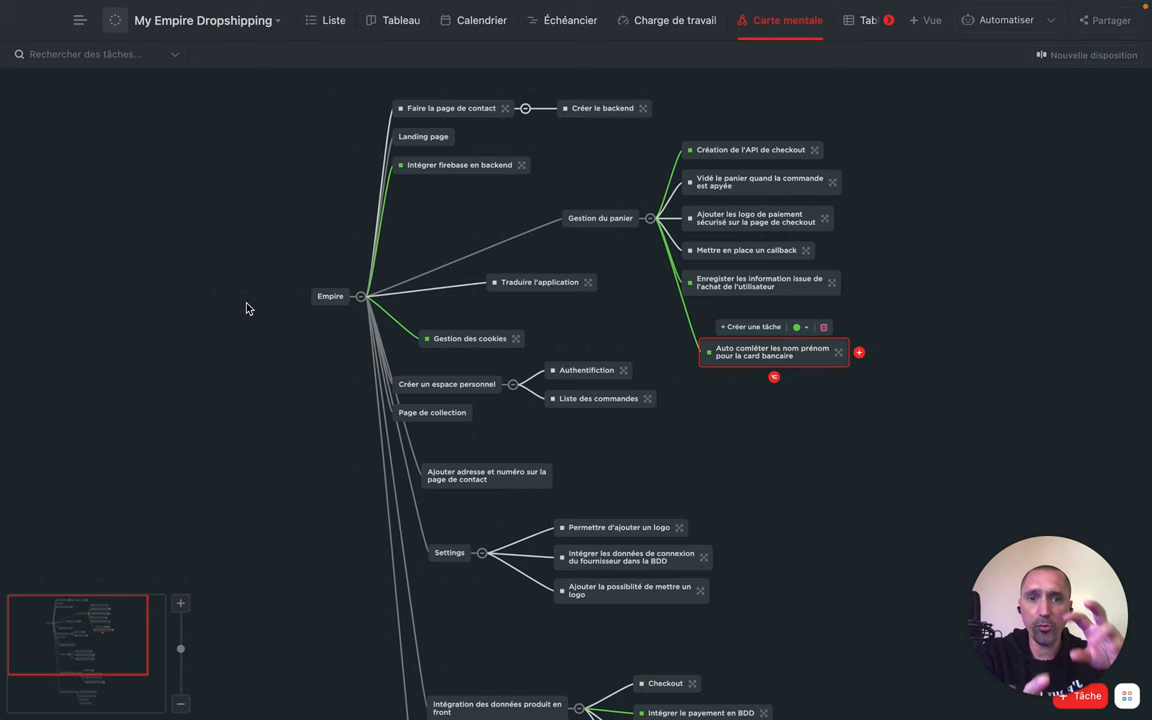 My Empire Dropshipping
Liste
Tableau
Calendrier
Échéancier
Charge de travail
Carte mentale
Tabl
+ Vue
Automatiser
Partager
Rechercher des tâches...
Nouvelle disposition
Faire la page de contact
Créer le backend
Landing page
Intégrer firebase en backend
Création de l'API de checkout
Vidé le panier quand la commande
est apyée
Gestion du panier
Ajouter les logo de paiement
sécurisé sur la page de checkout
Mettre en place un callback
Enregister les information issue de
l'achat de l'utilisateur
Traduire l'application
Empire
+ Créer une tâche
Gestion des cookies
Auto comléter les nom prénom
pour la card bancaire
Créer un espace personnel
Authentifiction
Liste des commandes
Page de collection
Ajouter adresse et numéro sur la
page de contact
Settings
Permettre d'ajouter un logo
Intégrer les données de connexion
du fournisseur dans la BDD
Ajouter la possiblité de mettre un
logo
Checkout
Intégration des données produit en
front
Intégrer le payement en BDD
+ Tâche